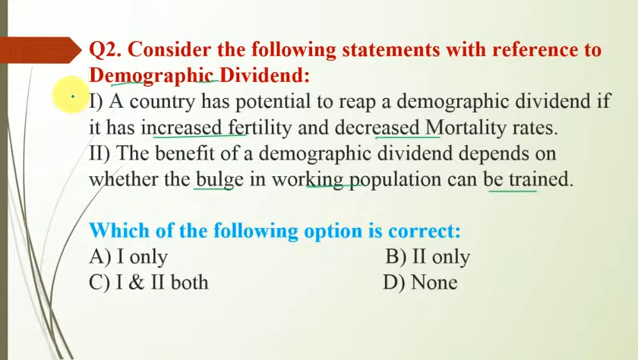 Q2. Consider the following statements with reference to
Demographic Dividend:
I) A country has potential to reap a demographic dividend if
it has increased fertility and decreased Mortality rates.
II) The benefit of a demographic dividend depends on
whether the bulge in working population can be trained.
Which of the following option is correct:
A) I only B) II only
C) I & II both D) None